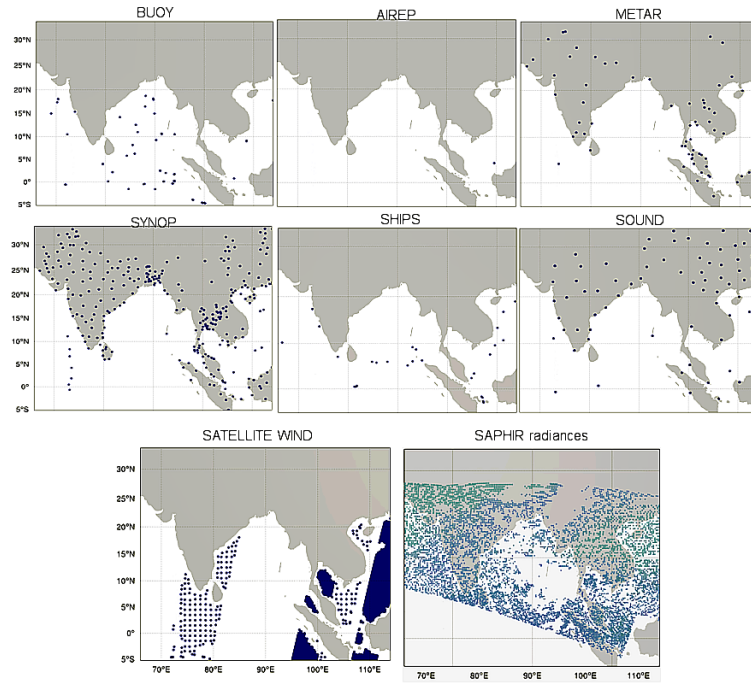 BUOY
AIREP
METAR
30°N
25°N
20°N
15°N
10°N
5°N
0°
5°S
SYNOP
SHIPS
SOUND
30°N
25°N
20°N
15°N
10°N
5°N
0°
5°S
SATELLITE WIND
SAPHIR radiances
30°N
20°N
15°N
10°N
5°N
0°
5°S
70°E 80°E 90°E 100°E 110°E
70°E 80°E 90°E 100°E 110°E